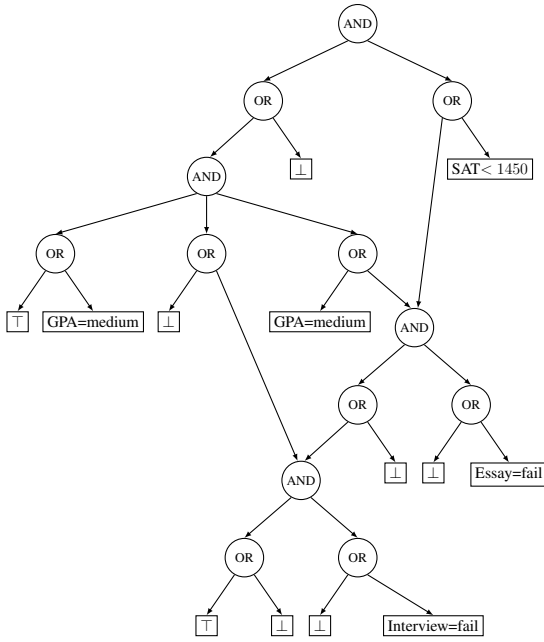 AND
OR OR
⊥ SAT< 1450
AND
OR OR OR
⊤ GPA=medium ⊥ GPA=medium
AND
OR OR
⊥ ⊥ Essay=fail
AND
OR OR
⊤ ⊥ ⊥ Interview=fail